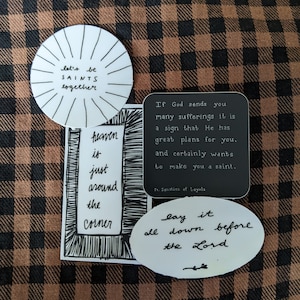 let's be
SAINTS
together
If God sends you
many sufferings it is
a sign that He has
great plans for you,
and certainly wants
to make you a saint.
St. Ignatius of Loyola
heaven
is
just
around
the
corner
lay it
all down before
the Lord